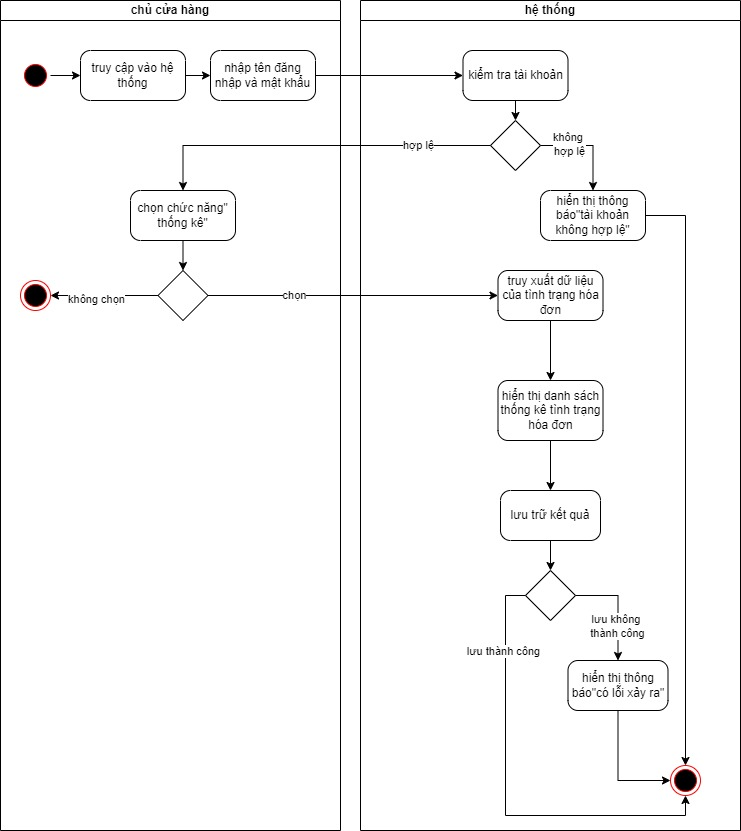 chủ cửa hàng
hệ thống
truy cập vào hệ
thống
nhập tên đăng
nhập và mật khẩu
kiểm tra tài khoản
hợp lệ
không
hợp lệ
chọn chức năng"
thống kê"
hiển thị thông
báo"tài khoản
không hợp lệ"
không chọn
chọn
truy xuất dữ liệu
của tình trạng hóa
đơn
hiển thị danh sách
thống kê tình trạng
hóa đơn
lưu trữ kết quả
lưu không
thành công
lưu thành công
hiển thị thông
báo"có lỗi xảy ra"